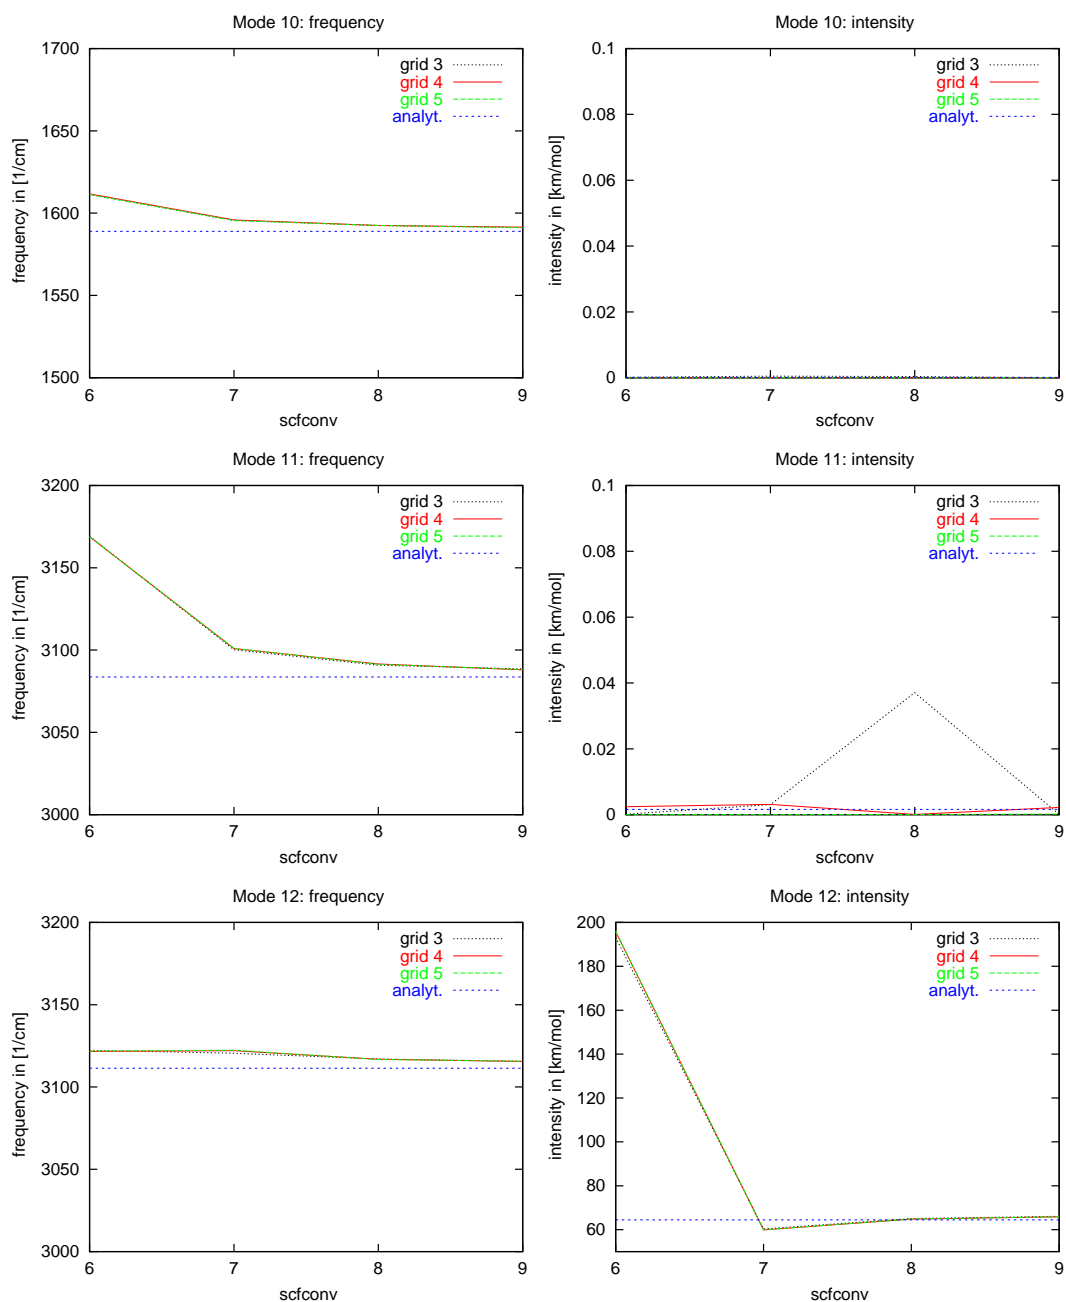 Mode 10: frequency
frequency in [1/cm]
1700
1650
1600
1550
1500
6 7 8 9
scfconv
grid 3
grid 4
grid 5
analyt.
Mode 10: intensity
intensity in [km/mol]
0.1
0.08
0.06
0.04
0.02
0
6 7 8 9
scfconv
grid 3
grid 4
grid 5
analyt.
Mode 11: frequency
frequency in [1/cm]
3200
3150
3100
3050
3000
6 7 8 9
scfconv
grid 3
grid 4
grid 5
analyt.
Mode 11: intensity
intensity in [km/mol]
0.1
0.08
0.06
0.04
0.02
0
6 7 8 9
scfconv
grid 3
grid 4
grid 5
analyt.
Mode 12: frequency
frequency in [1/cm]
3200
3150
3100
3050
3000
6 7 8 9
scfconv
grid 3
grid 4
grid 5
analyt.
Mode 12: intensity
intensity in [km/mol]
200
180
160
140
120
100
80
60
6 7 8 9
scfconv
grid 3
grid 4
grid 5
analyt.